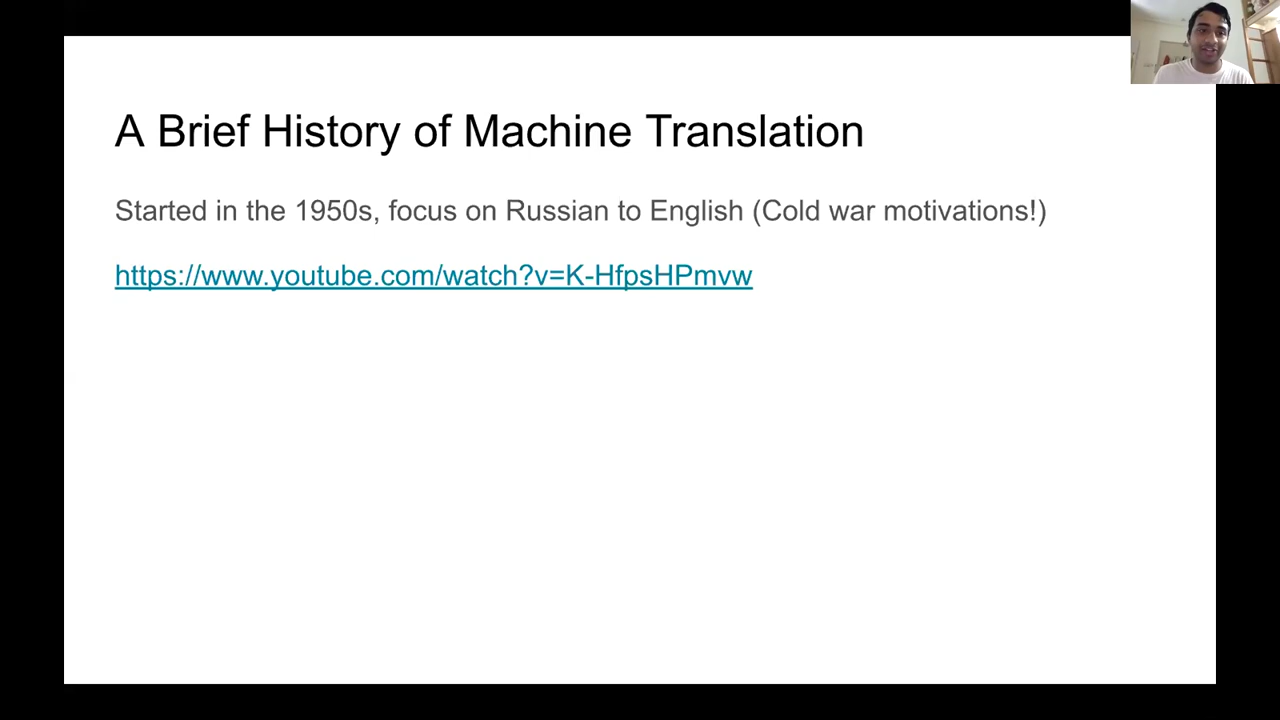 A Brief History of Machine Translation
Started in the 1950s, focus on Russian to English (Cold war motivations!)
https://www.youtube.com/watch?v=K-HfpsHPmvw